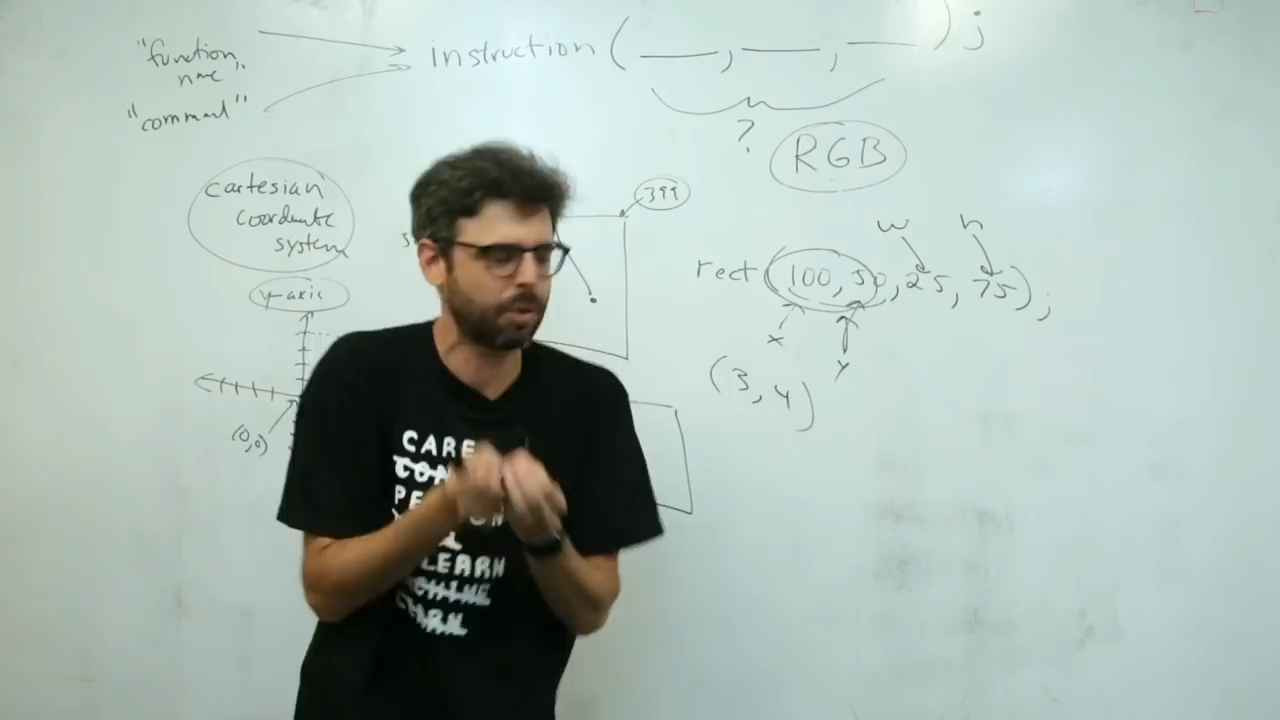 "function
name
"command"
instruction ( ___, ___, ___ );
?
RGB
cartesian
coordinate
system
399
w h
rect (100, 50, 25, 75);
y-axis
x
y
(3, 4)
(0,0)
CARE
PE
LEARN